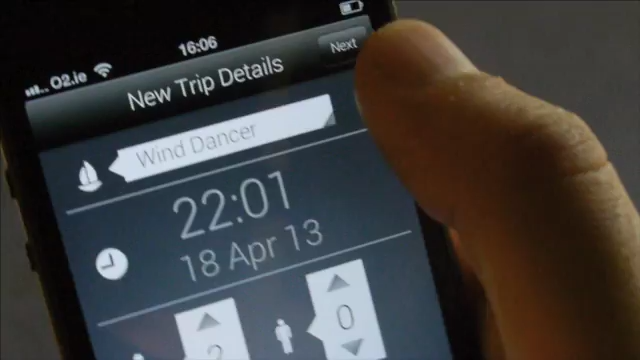 O2.ie 16:06
New Trip Details Next
Wind Dancer
22:01
18 Apr 13
0